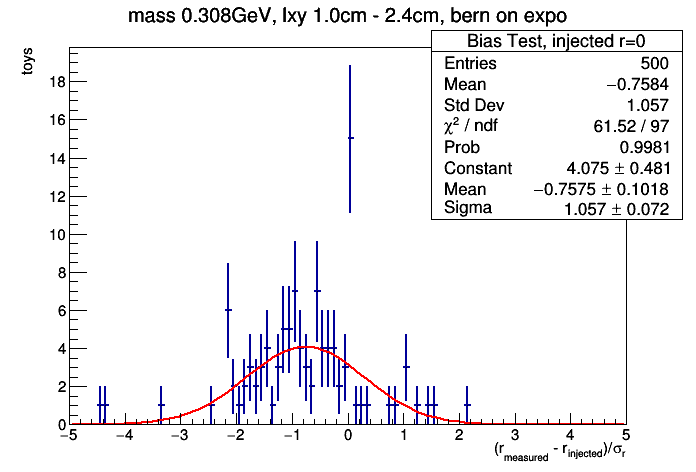 mass 0.308GeV, lxy 1.0cm - 2.4cm, bern on expo
toys
Bias Test, injected r=0
Entries 500
Mean −0.7584
Std Dev 1.057
χ² / ndf 61.52 / 97
Prob 0.9981
Constant 4.075 ± 0.481
Mean −0.7575 ± 0.1018
Sigma 1.057 ± 0.072
18
16
14
12
10
8
6
4
2
0
−5 −4 −3 −2 −1 0 1 2 3 4 5
(r_measured - r_injected)/σ_r